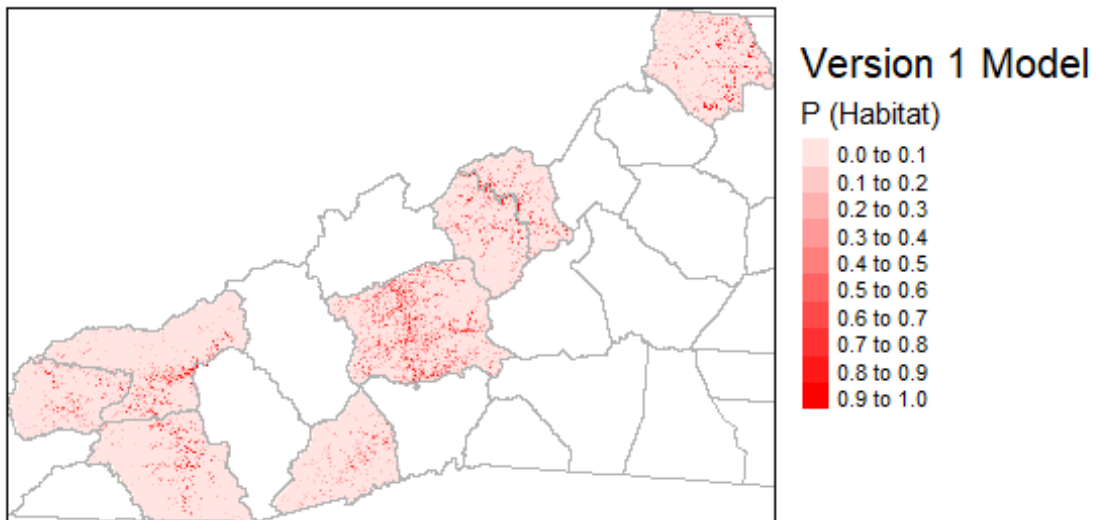 Version 1 Model
P (Habitat)
0.0 to 0.1
0.1 to 0.2
0.2 to 0.3
0.3 to 0.4
0.4 to 0.5
0.5 to 0.6
0.6 to 0.7
0.7 to 0.8
0.8 to 0.9
0.9 to 1.0